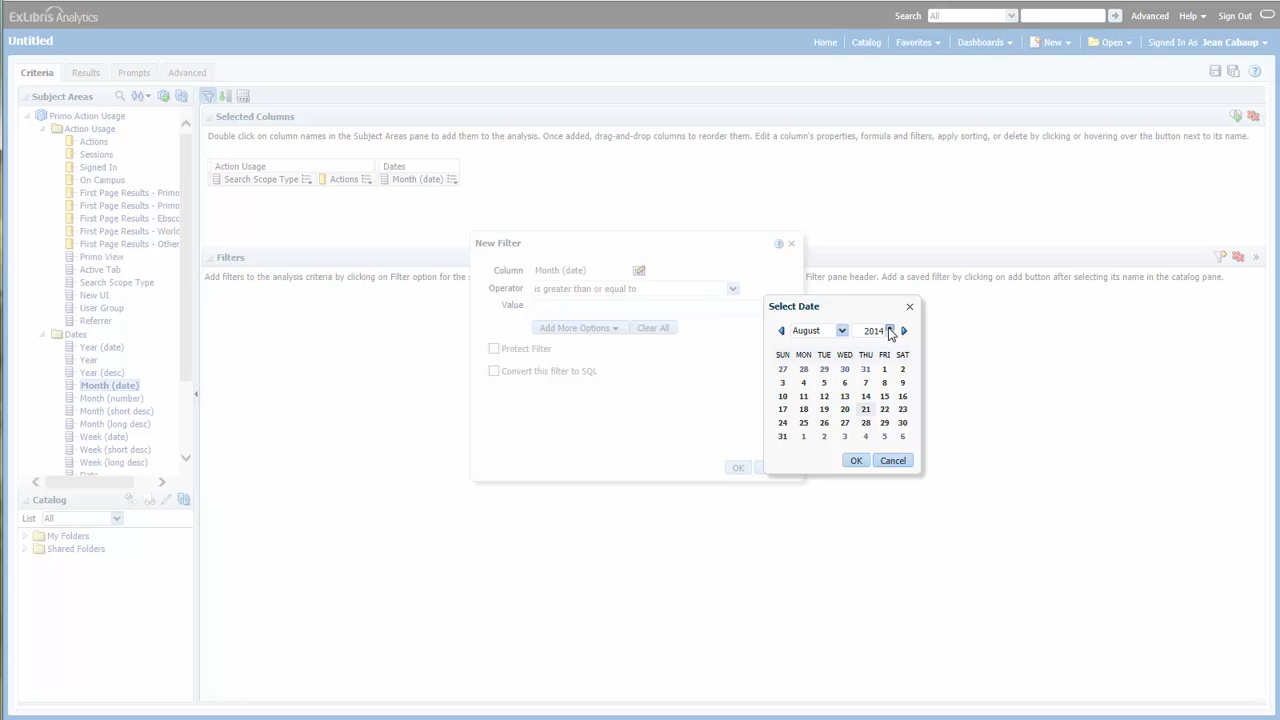 ExLibris Analytics
Search All Advanced Help Sign Out
Untitled
Home Catalog Favorites Dashboards New Open Signed In As Jean Cabaup
Criteria Results Prompts Advanced
Subject Areas
Primo Action Usage
Action Usage
Actions
Sessions
Signed In
On Campus
First Page Results - Primo
First Page Results - Primo
First Page Results - Ebsco
First Page Results - World
First Page Results - Other
Primo View
Active Tab
Search Scope Type
New UI
User Group
Referrer
Dates
Year (date)
Year
Year (desc)
Month (date)
Month (number)
Month (short desc)
Month (long desc)
Week (date)
Week (short desc)
Week (long desc)
Catalog
List All
My Folders
Shared Folders
Selected Columns
Double click on column names in the Subject Areas pane to add them to the analysis. Once added, drag-and-drop columns to reorder them. Edit a column's properties, formula and filters, apply sorting, or delete by clicking or hovering over the button next to its name.
Action Usage Dates
Search Scope Type Actions Month (date)
Filters
Add filters to the analysis criteria by clicking on Filter option for the s Filter pane header. Add a saved filter by clicking on add button after selecting its name in the catalog pane.
New Filter
Column Month (date)
Operator is greater than or equal to
Value
Add More Options Clear All
Protect Filter
Convert this filter to SQL
OK
Select Date
August 2014
SUN MON TUE WED THU FRI SAT
27 28 29 30 31 1 2
3 4 5 6 7 8 9
10 11 12 13 14 15 16
17 18 19 20 21 22 23
24 25 26 27 28 29 30
31 1 2 3 4 5 6
OK Cancel